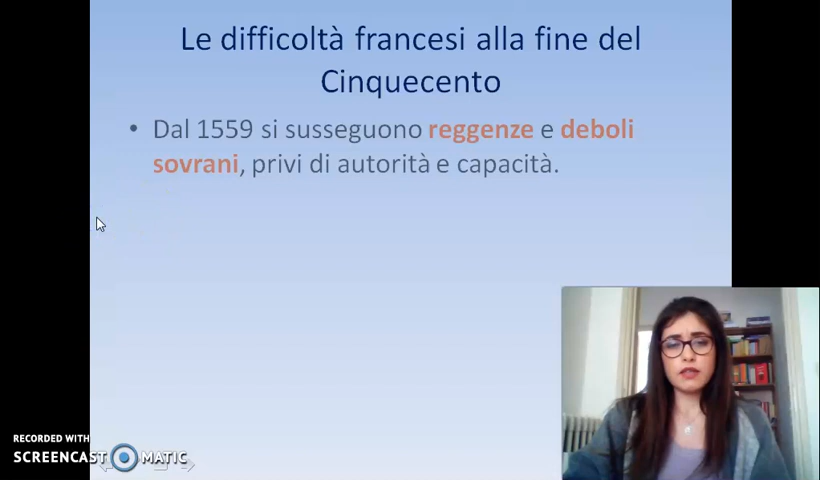 Le difficoltà francesi alla fine del
Cinquecento
• Dal 1559 si susseguono reggenze e deboli
sovrani, privi di autorità e capacità.
RECORDED WITH
SCREENCAST MATIC